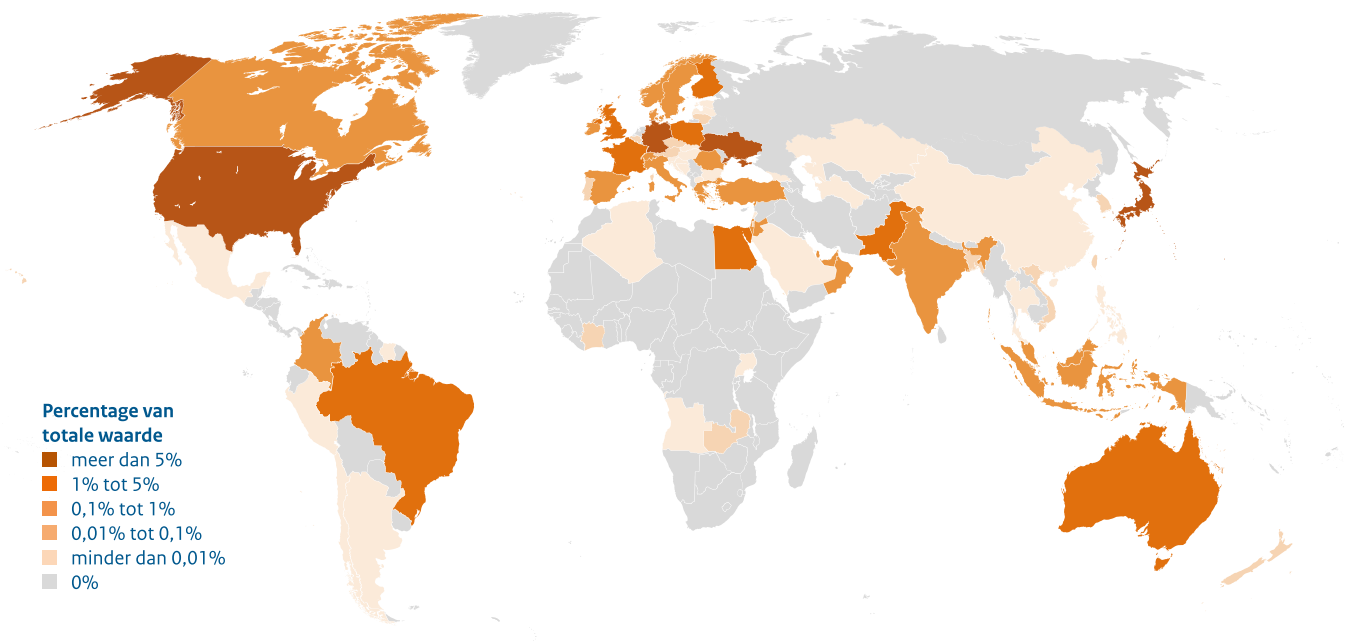 Percentage van
totale waarde
meer dan 5%
1% tot 5%
0,1% tot 1%
0,01% tot 0,1%
minder dan 0,01%
0%